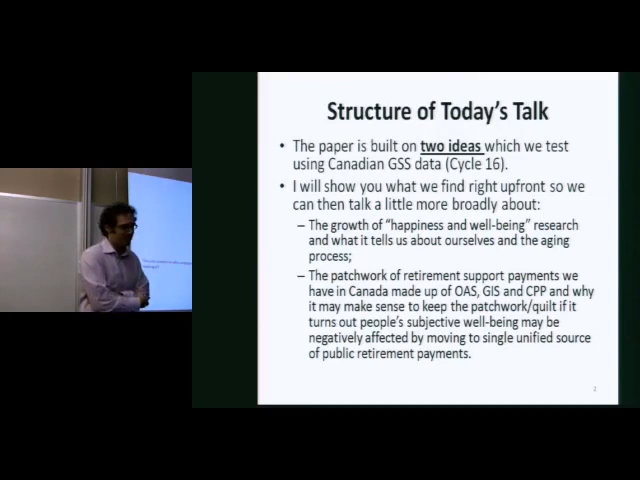 Structure of Today's Talk
• The paper is built on two ideas which we test
using Canadian GSS data (Cycle 16).
• I will show you what we find right upfront so we
can then talk a little more broadly about:
– The growth of "happiness and well-being" research
and what it tells us about ourselves and the aging
process;
– The patchwork of retirement support payments we
have in Canada made up of OAS, GIS and CPP and why
it may make sense to keep the patchwork/quilt if it
turns out people's subjective well-being may be
negatively affected by moving to single unified source
of public retirement payments.
2